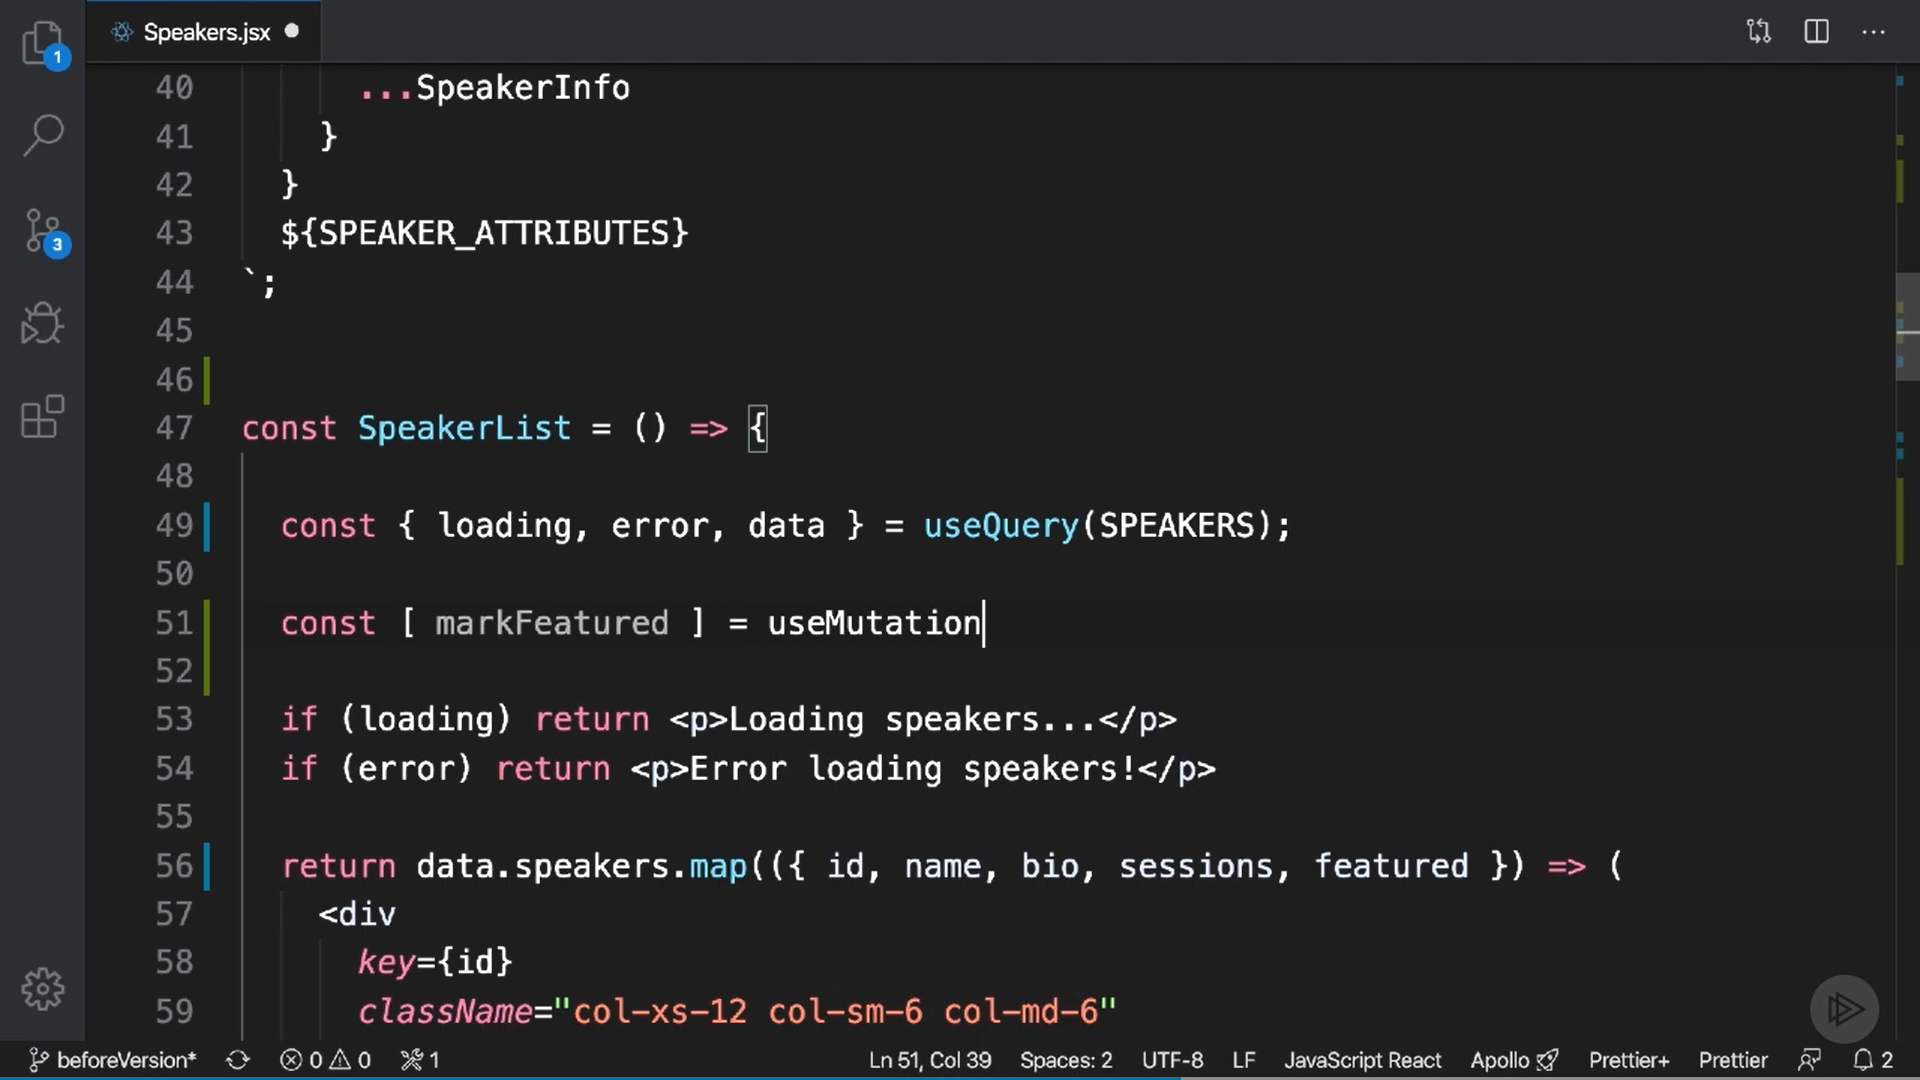 1
Speakers.jsx
3
40 ...SpeakerInfo
41 }
42 }
43 ${SPEAKER_ATTRIBUTES}
44 `;
45
46
47 const SpeakerList = () => {
48
49 const { loading, error, data } = useQuery(SPEAKERS);
50
51 const [ markFeatured ] = useMutation
52
53 if (loading) return <p>Loading speakers...</p>
54 if (error) return <p>Error loading speakers!</p>
55
56 return data.speakers.map(({ id, name, bio, sessions, featured }) => (
57 <div
58 key={id}
59 className="col-xs-12 col-sm-6 col-md-6"
beforeVersion* 0 0 1 Ln 51, Col 39 Spaces: 2 UTF-8 LF JavaScript React Apollo Prettier+ Prettier 2